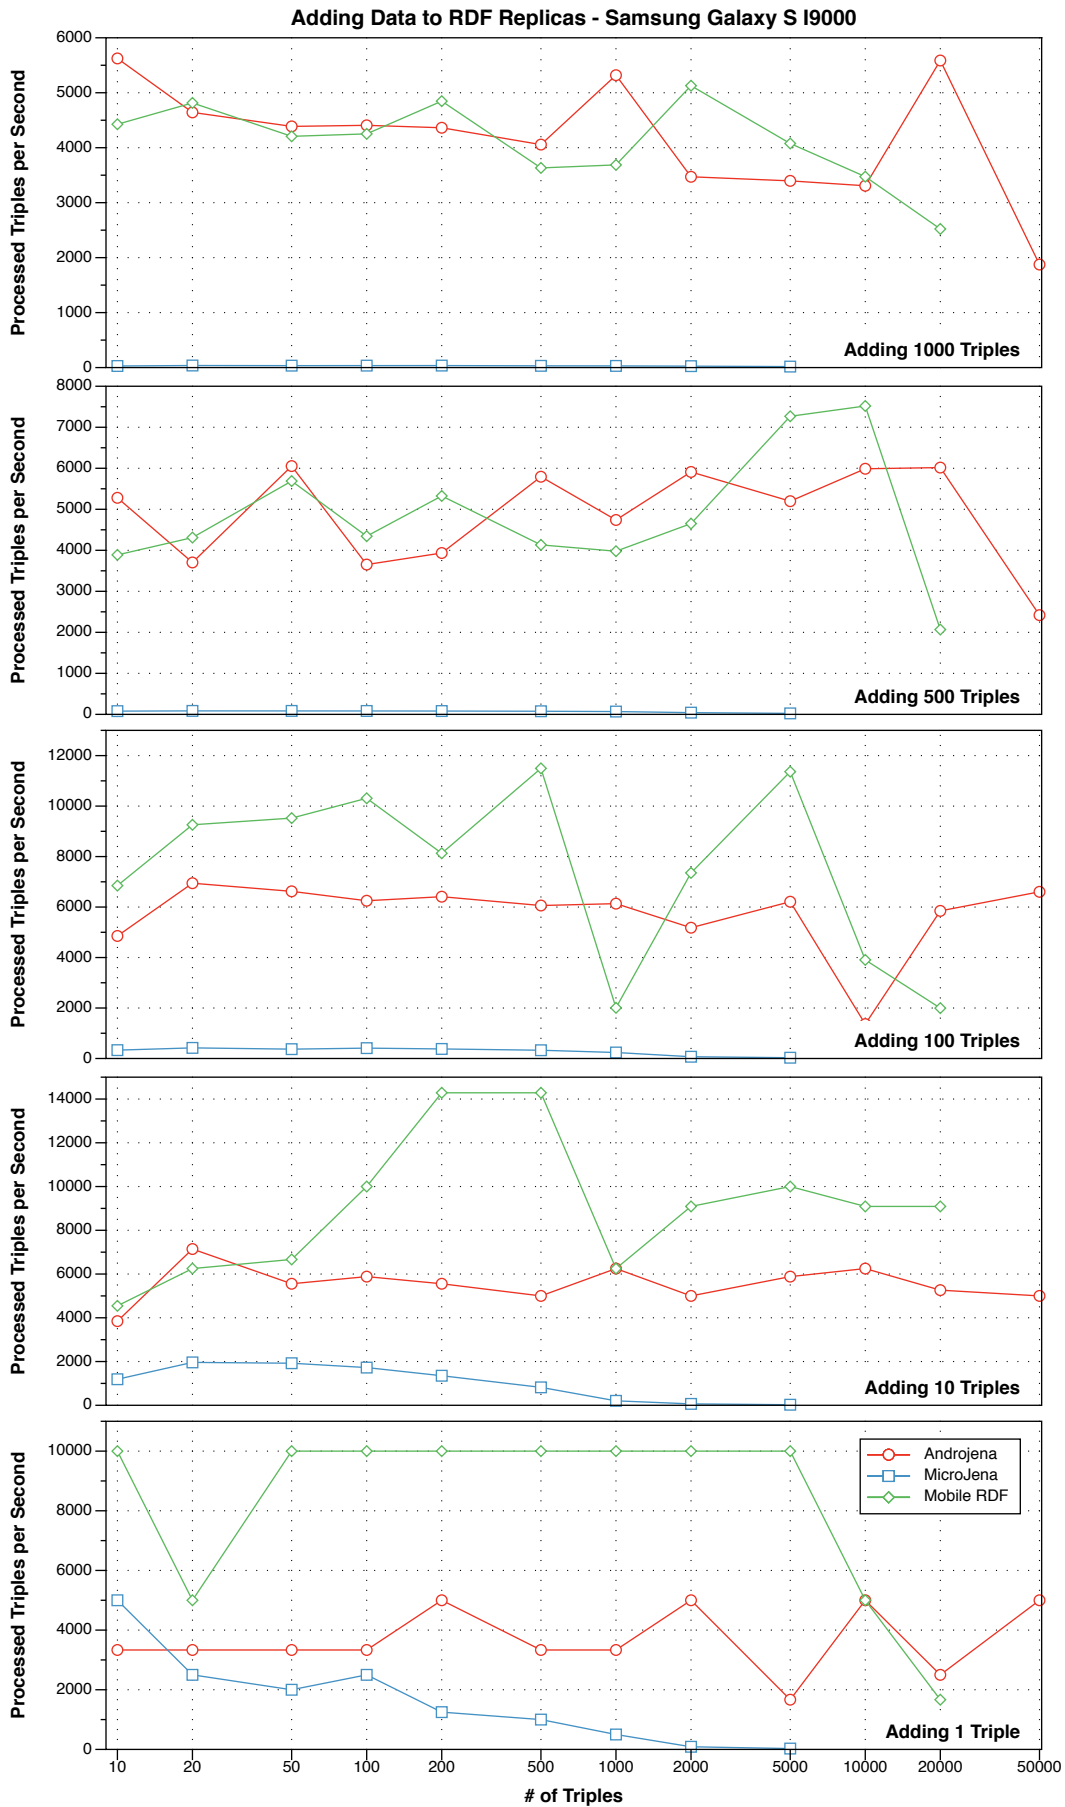 Adding Data to RDF Replicas - Samsung Galaxy S I9000
Processed Triples per Second
6000
5000
4000
3000
2000
1000
0
Adding 1000 Triples
Processed Triples per Second
8000
7000
6000
5000
4000
3000
2000
1000
0
Adding 500 Triples
Processed Triples per Second
12000
10000
8000
6000
4000
2000
0
Adding 100 Triples
Processed Triples per Second
14000
12000
10000
8000
6000
4000
2000
0
Adding 10 Triples
Processed Triples per Second
10000
8000
6000
4000
2000
0
Androjena
MicroJena
Mobile RDF
Adding 1 Triple
10 20 50 100 200 500 1000 2000 5000 10000 20000 50000
# of Triples